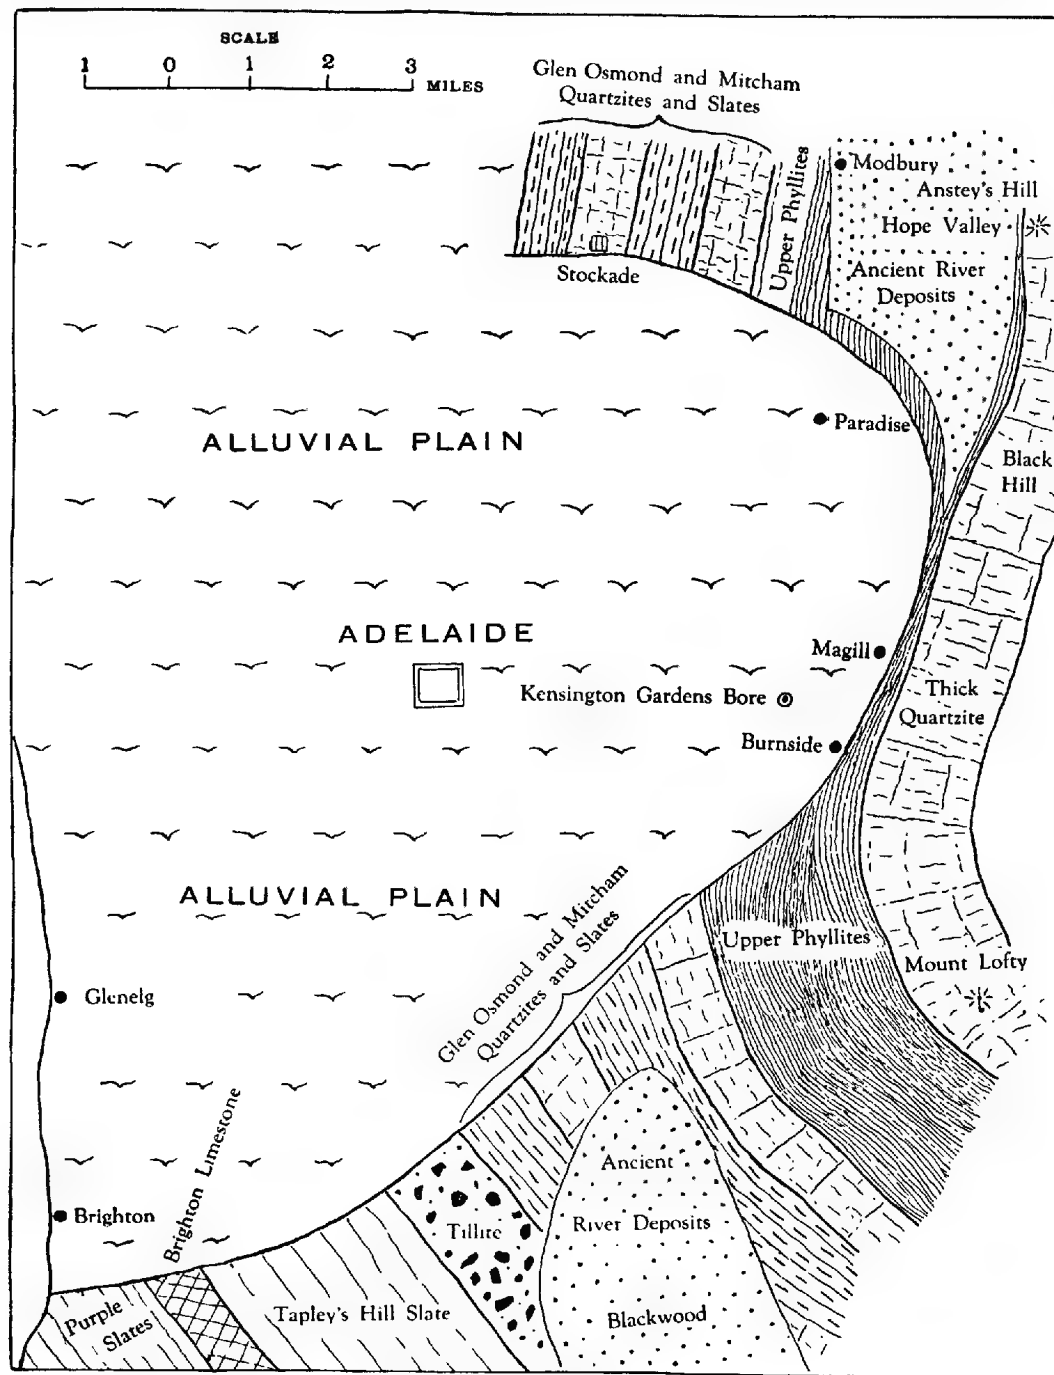 SCALE
1 0 1 2 3
MILES
Glen Osmond and Mitcham
Quartzites and Slates
Upper Phyllites
Modbury
Anstey's Hill
Hope Valley
Ancient River
Deposits
Stockade
Paradise
ALLUVIAL PLAIN
Black
Hill
ADELAIDE
Magill
Kensington Gardens Bore
Thick
Quartzite
Burnside
ALLUVIAL PLAIN
Glen Osmond and Mitcham
Quartzites and Slates
Upper Phyllites
Mount Lofty
Glenelg
Brighton Limestone
Ancient
River Deposits
Blackwood
Brighton
Tillite
Purple
Slates
Tapley's Hill Slate